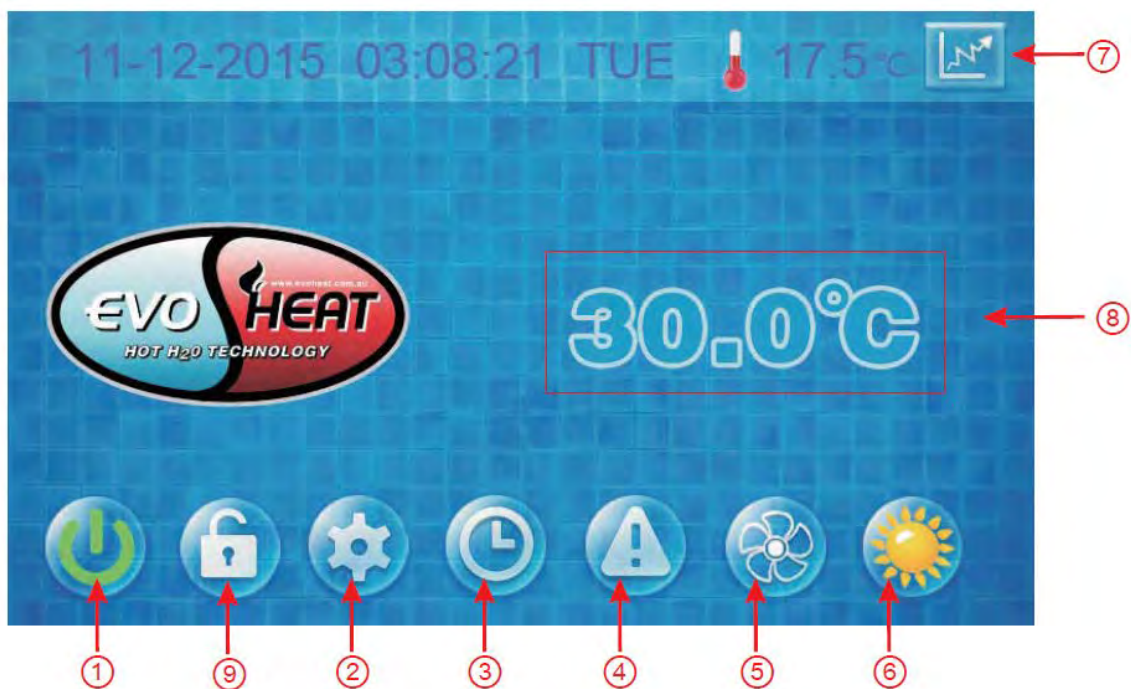 11-12-2015 03:08:21 TUE 17.5°C
⑦
www.evoheat.com.au
EVO HEAT
HOT H2O TECHNOLOGY
30.0°C
⑧
① ⑨ ② ③ ④ ⑤ ⑥